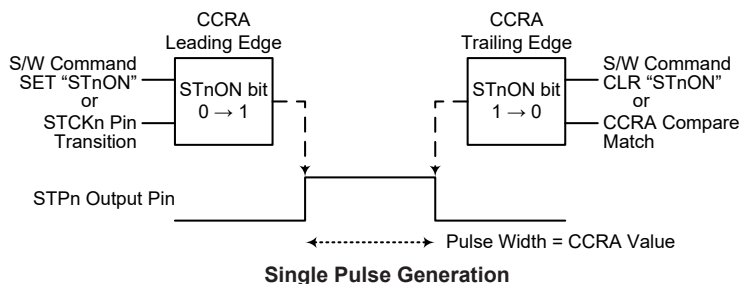 CCRA
Leading Edge
S/W Command
SET “STnON”
or
STCKn Pin
Transition
STnON bit
0 → 1
CCRA
Trailing Edge
STnON bit
1 → 0
S/W Command
CLR “STnON”
or
CCRA Compare
Match
STPn Output Pin
Pulse Width = CCRA Value
Single Pulse Generation